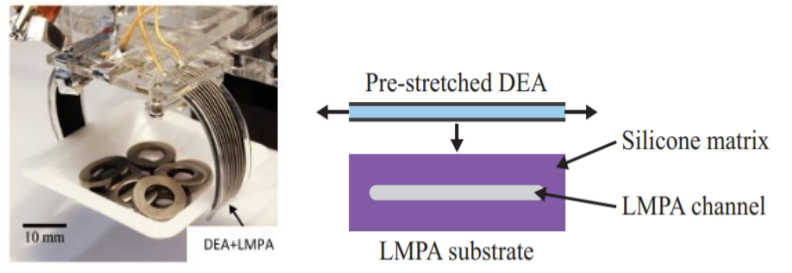 10 mm
DEA+LMPA
Pre-stretched DEA
Silicone matrix
LMPA channel
LMPA substrate